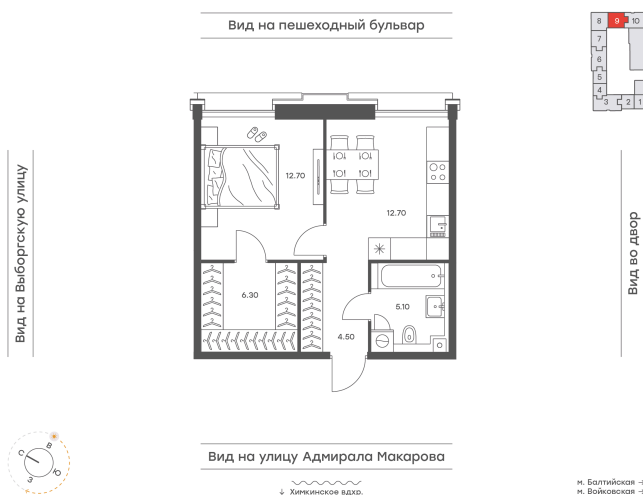 Вид на пешеходный бульвар
8 9 10
7
6
5
4
3 2 1
12.70
12.70
Вид на Выборгскую улицу
Вид во двор
6.30
5.10
4.50
Вид на улицу Адмирала Макарова
С В
З Ю
↓ Химкинское вдхр.
м. Балтийская
м. Войковская